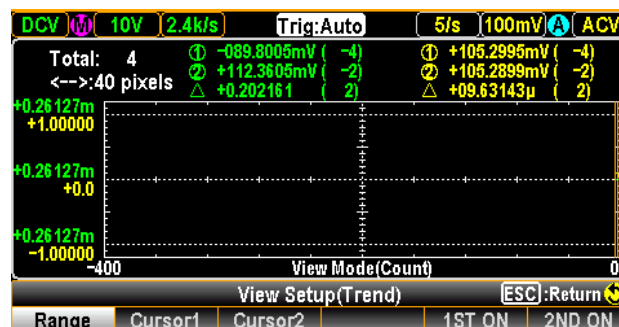 DCV M 10V 2.4k/s Trig:Auto 5/s 100mV A ACV
Total: 4 ① -089.8005mV ( -4) ① +105.2995mV ( -4)
<-->:40 pixels ② +112.3605mV ( -2) ② +105.2899mV ( -2)
△ +0.202161 ( 2) △ +09.63143µ ( 2)
+0.26127m
+1.00000
+0.26127m
+0.0
+0.26127m
-1.00000
-400 View Mode(Count) 0
View Setup(Trend) ESC:Return
Range Cursor1 Cursor2 1ST ON 2ND ON